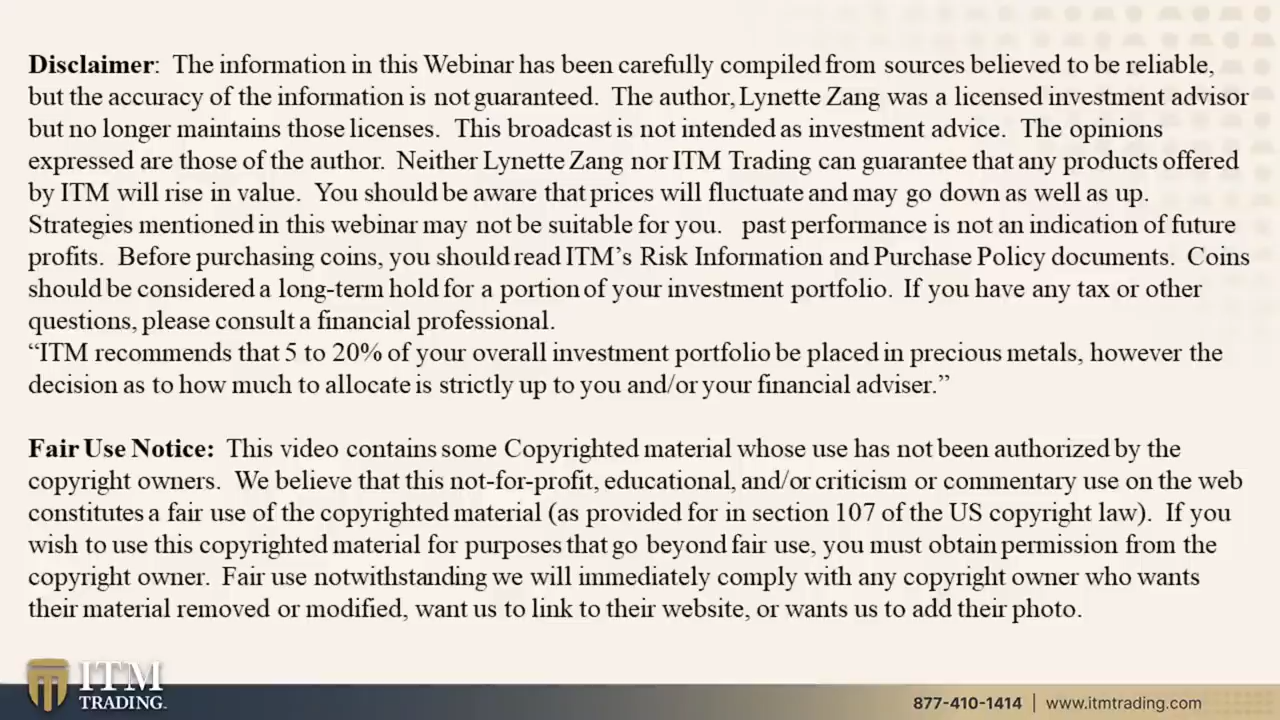 Disclaimer: The information in this Webinar has been carefully compiled from sources believed to be reliable,
but the accuracy of the information is not guaranteed. The author, Lynette Zang was a licensed investment advisor
but no longer maintains those licenses. This broadcast is not intended as investment advice. The opinions
expressed are those of the author. Neither Lynette Zang nor ITM Trading can guarantee that any products offered
by ITM will rise in value. You should be aware that prices will fluctuate and may go down as well as up.
Strategies mentioned in this webinar may not be suitable for you. past performance is not an indication of future
profits. Before purchasing coins, you should read ITM’s Risk Information and Purchase Policy documents. Coins
should be considered a long-term hold for a portion of your investment portfolio. If you have any tax or other
questions, please consult a financial professional.
“ITM recommends that 5 to 20% of your overall investment portfolio be placed in precious metals, however the
decision as to how much to allocate is strictly up to you and/or your financial adviser.”
Fair Use Notice: This video contains some Copyrighted material whose use has not been authorized by the
copyright owners. We believe that this not-for-profit, educational, and/or criticism or commentary use on the web
constitutes a fair use of the copyrighted material (as provided for in section 107 of the US copyright law). If you
wish to use this copyrighted material for purposes that go beyond fair use, you must obtain permission from the
copyright owner. Fair use notwithstanding we will immediately comply with any copyright owner who wants
their material removed or modified, want us to link to their website, or wants us to add their photo.
ITM
TRADING
877-410-1414 | www.itmtrading.com